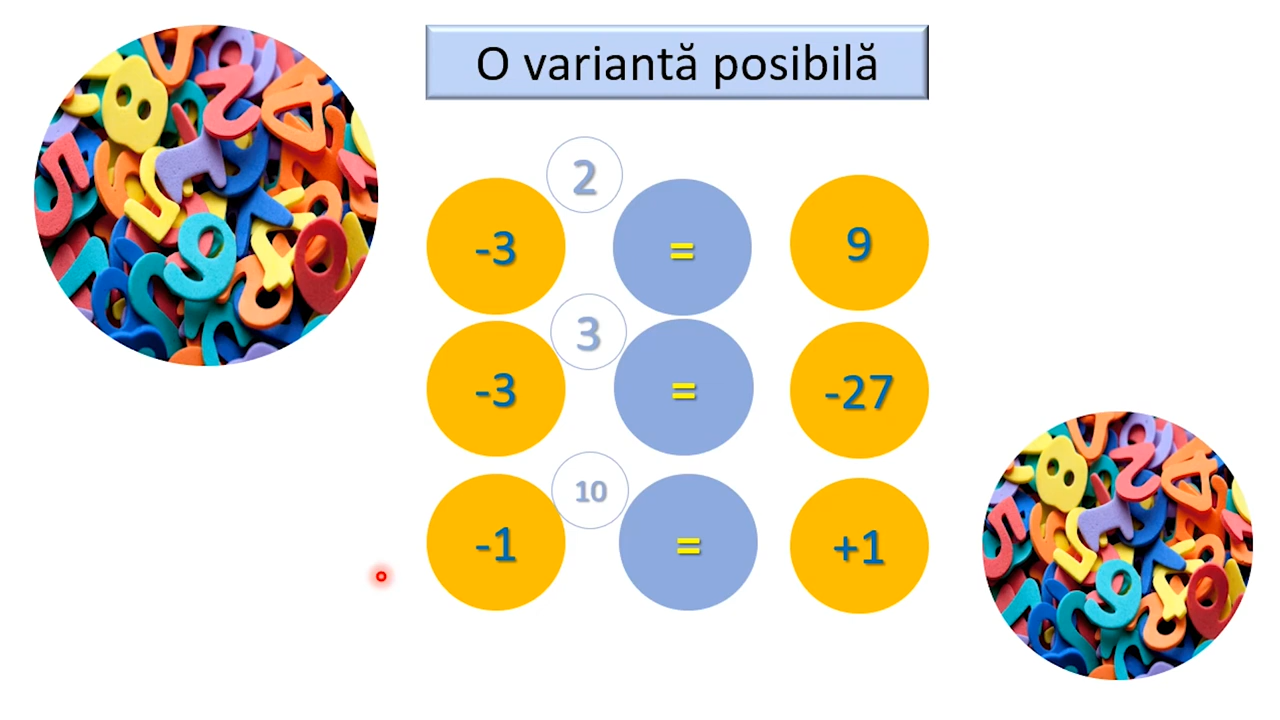 O variantă posibilă
2
-3 = 9
3
-3 = -27
10
-1 = +1